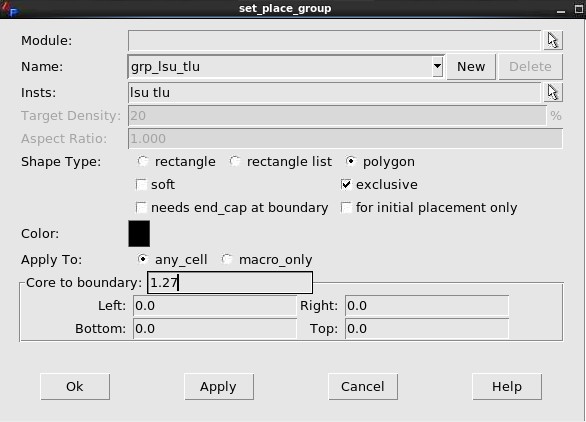 set_place_group
Module:
Name: grp_lsu_tlu New Delete
Insts: lsu tlu
Target Density: 20 %
Aspect Ratio: 1.000
Shape Type: rectangle rectangle list polygon
soft exclusive
needs end_cap at boundary for initial placement only
Color:
Apply To: any_cell macro_only
Core to boundary: 1.27
Left: 0.0 Right: 0.0
Bottom: 0.0 Top: 0.0
Ok Apply Cancel Help